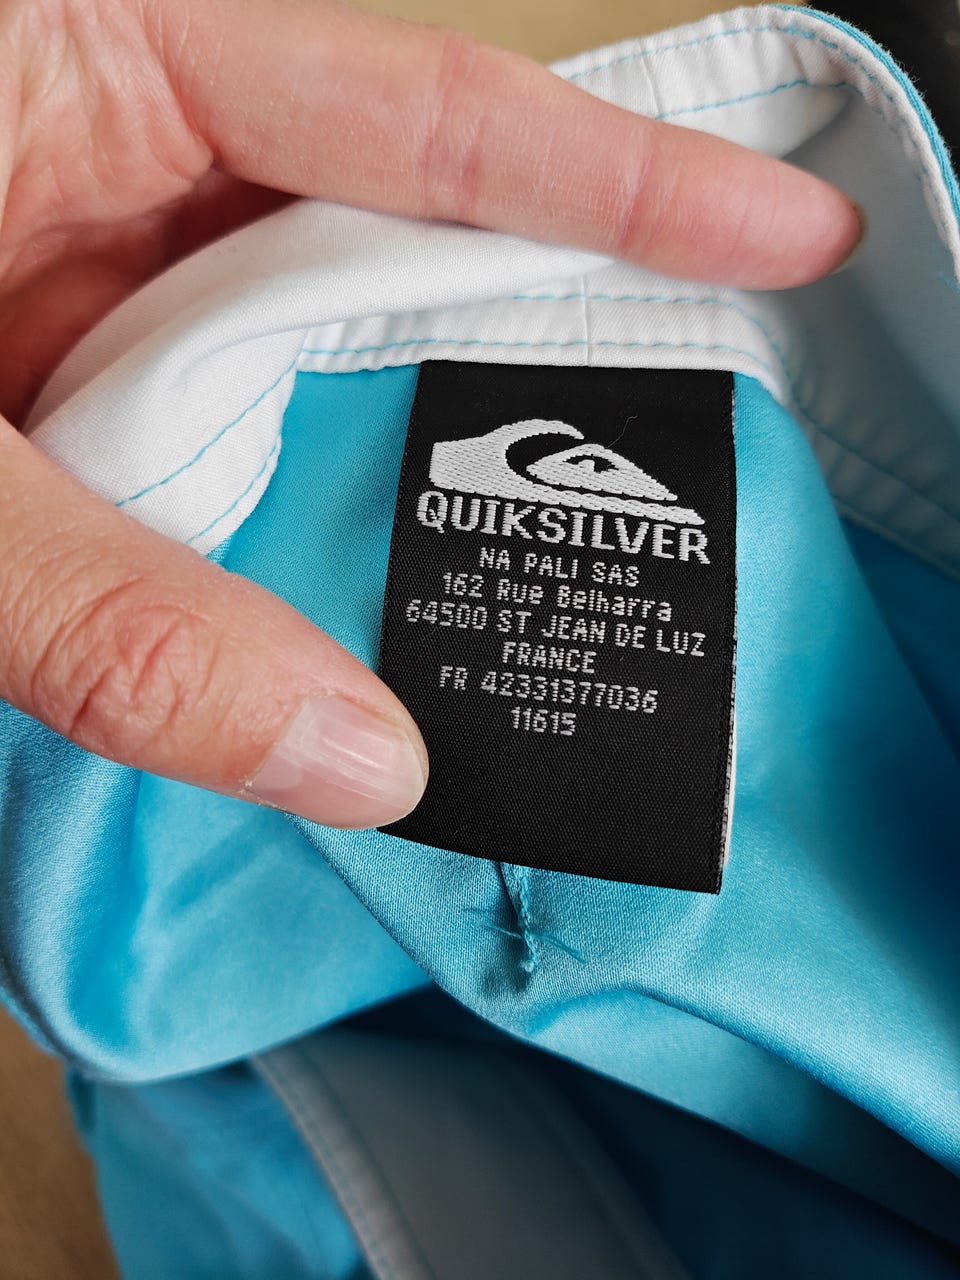 QUIKSILVER
NA PALI SAS
162 Rue Belharra
64500 ST JEAN DE LUZ
FRANCE
FR 42331377036
11615